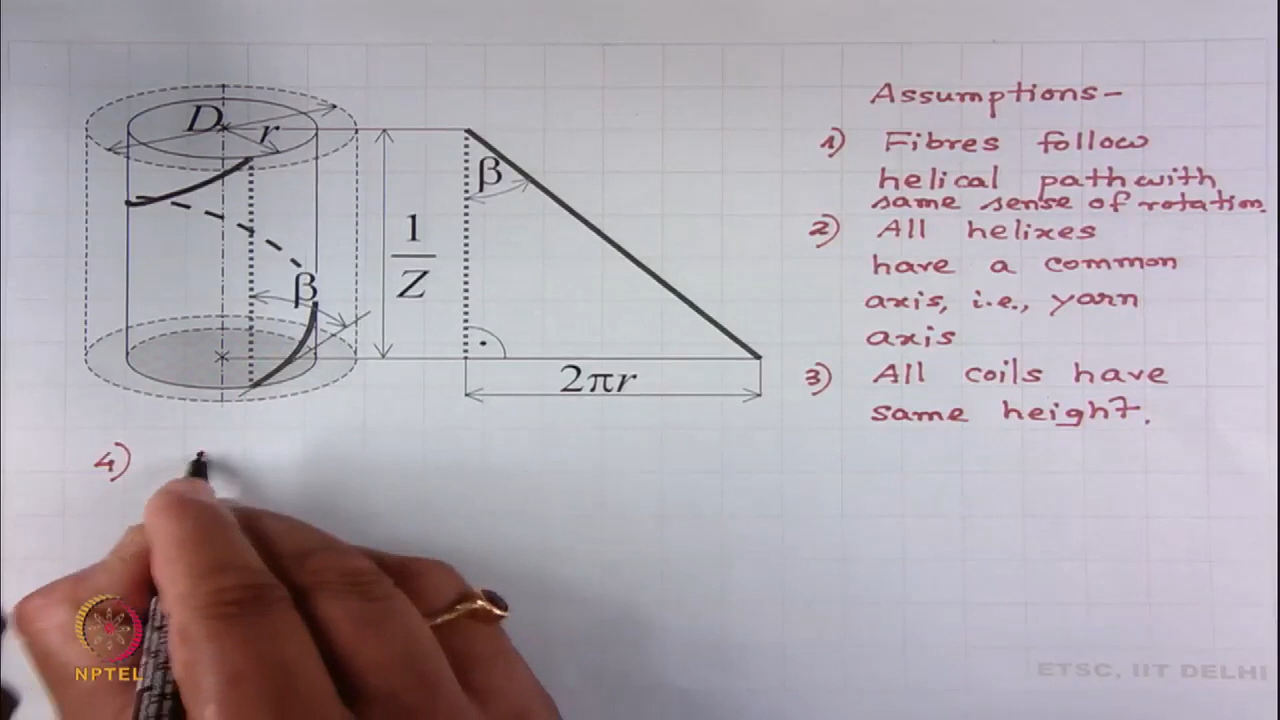 D
r
β
1
Z
β
2πr
Assumptions-
1) Fibres follow
helical path with
same sense of rotation.
2) All helixes
have a common
axis, i.e., yarn
axis
3) All coils have
same height.
4)
NPTEL
ETSC, IIT DELHI